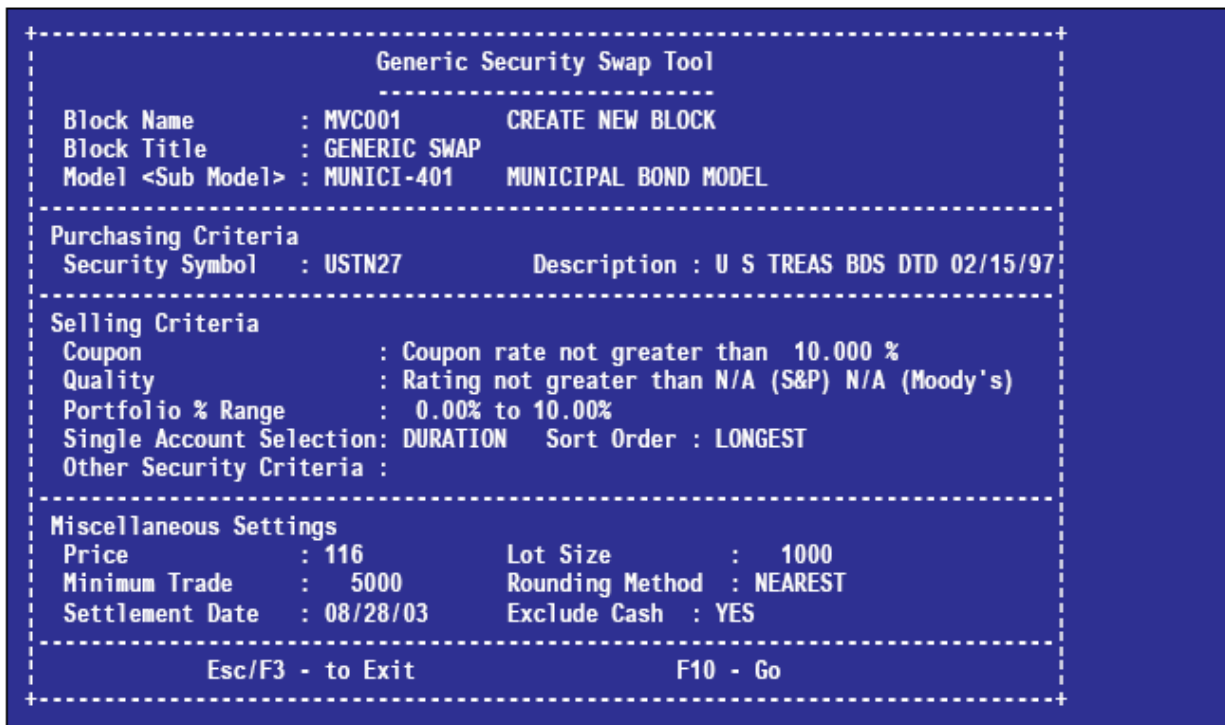 Generic Security Swap Tool
Block Name : MVC001 CREATE NEW BLOCK
Block Title : GENERIC SWAP
Model <Sub Model> : MUNICI-401 MUNICIPAL BOND MODEL
Purchasing Criteria
Security Symbol : USTN27 Description : U S TREAS BDS DTD 02/15/97
Selling Criteria
Coupon : Coupon rate not greater than 10.000 %
Quality : Rating not greater than N/A (S&P) N/A (Moody's)
Portfolio % Range : 0.00% to 10.00%
Single Account Selection: DURATION Sort Order : LONGEST
Other Security Criteria :
Miscellaneous Settings
Price : 116 Lot Size : 1000
Minimum Trade : 5000 Rounding Method : NEAREST
Settlement Date : 08/28/03 Exclude Cash : YES
Esc/F3 - to Exit F10 - Go